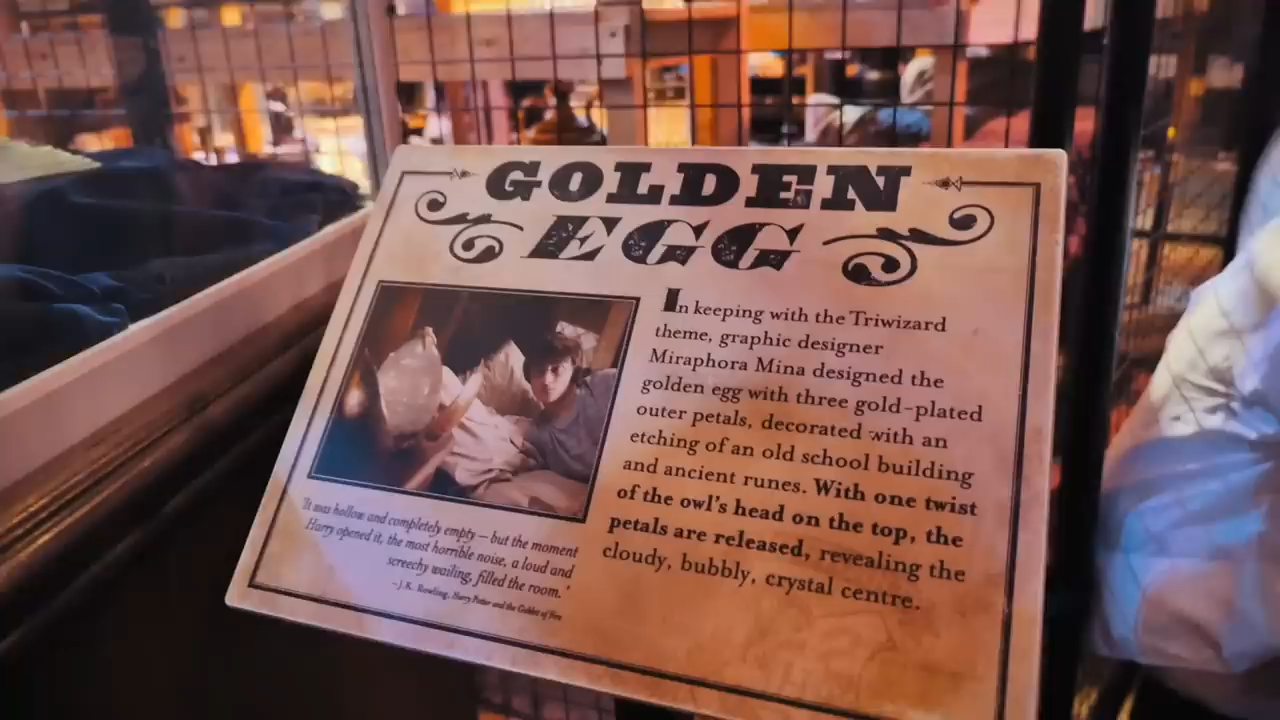 GOLDEN
EGG
In keeping with the Triwizard
theme, graphic designer
Miraphora Mina designed the
golden egg with three gold-plated
outer petals, decorated with an
etching of an old school building
and ancient runes. With one twist
of the owl's head on the top, the
petals are released, revealing the
cloudy, bubbly, crystal centre.
'It was hollow and completely empty – but the moment
Harry opened it, the most horrible noise, a loud and
screechy wailing, filled the room.'
~J.K. Rowling, Harry Potter and the Goblet of Fire